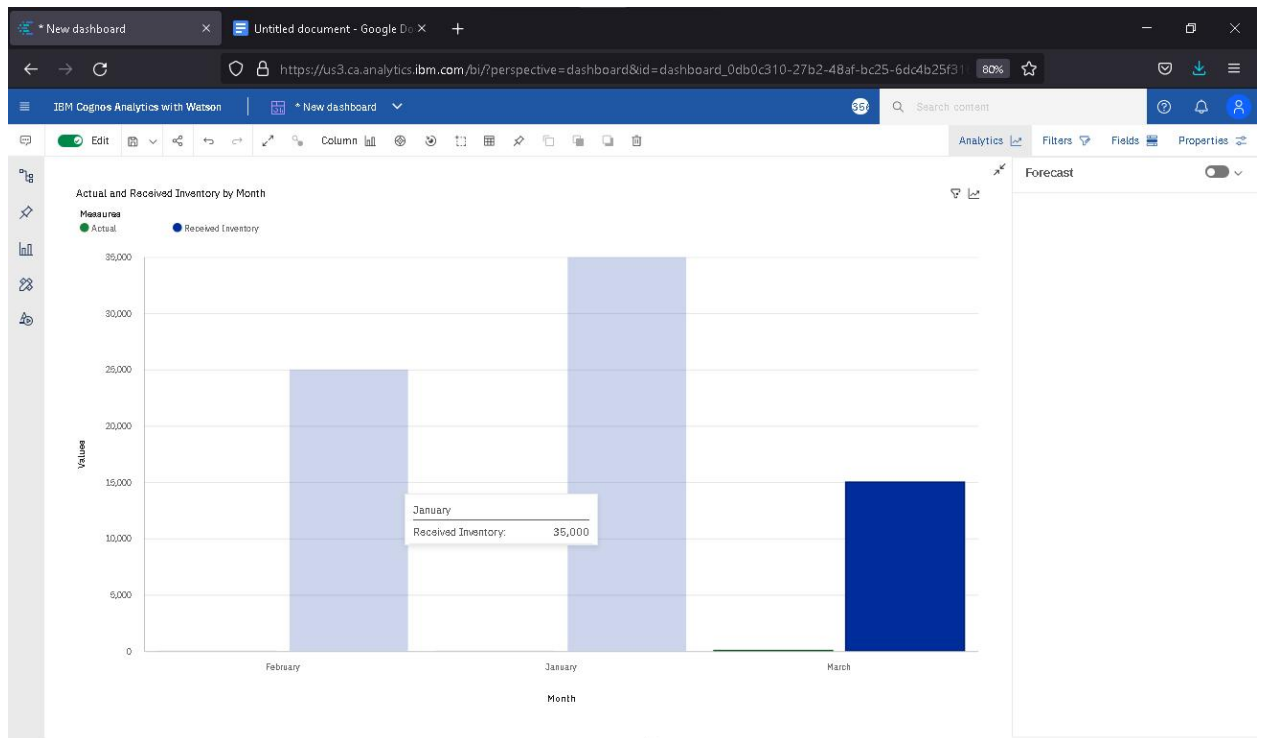 * New dashboard
Untitled document - Google Do
https://us3.ca.analytics.ibm.com/bi/?perspective=dashboard&id=dashboard_0db0c310-27b2-48af-bc25-6dc4b25f31
80%
IBM Cognos Analytics with Watson
* New dashboard
Search content
Edit
Column
Analytics
Filters
Fields
Properties
Forecast
Actual and Received Inventory by Month
Measures
Actual
Received Inventory
35,000
30,000
25,000
20,000
15,000
10,000
5,000
0
Values
January
Received Inventory: 35,000
February
January
March
Month